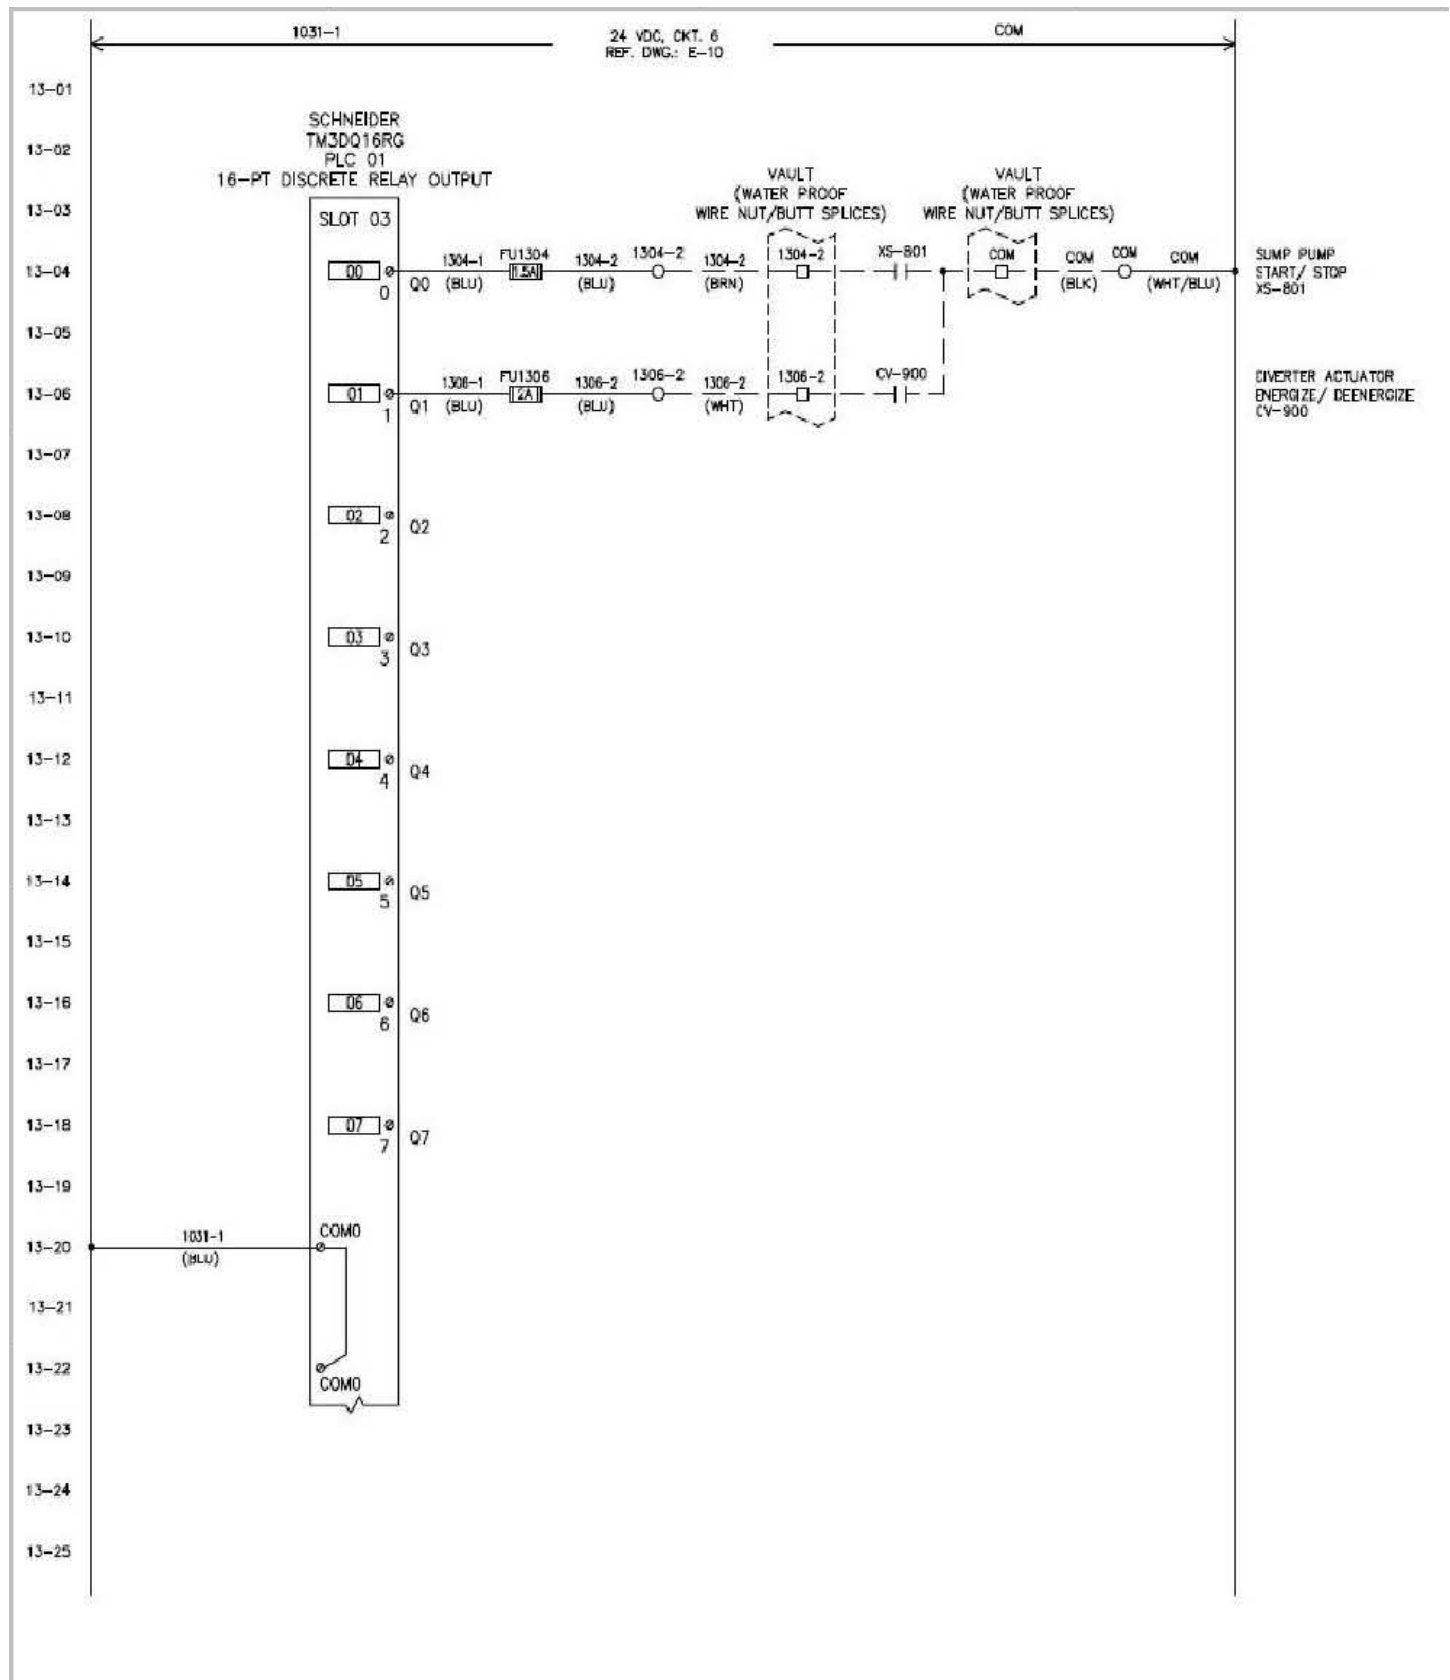 1031-1
24 VDC, CKT. 6
REF. DWG.: E-10
COM
13-01
SCHNEIDER
TM3DQ16RG
PLC 01
16-PT DISCRETE RELAY OUTPUT
13-02
VAULT
(WATER PROOF
WIRE NUT/BUTT SPLICES)
VAULT
(WATER PROOF
WIRE NUT/BUTT SPLICES)
13-03
SLOT 03
13-04
00
0
Q0
1304-1
(BLU)
FU1304
1.5A
1304-2
(BLU)
1304-2
1304-2
(BRN)
1304-2
XS-801
COM
COM
(BLK)
COM
COM
(WHT/BLU)
SUMP PUMP
START/ STOP
XS-801
13-05
13-06
01
1
Q1
1306-1
(BLU)
FU1306
2A
1306-2
(BLU)
1306-2
1306-2
(WHT)
1306-2
CV-900
DIVERTER ACTUATOR
ENERGIZE/ DEENERGIZE
CV-900
13-07
13-08
02
2
Q2
13-09
13-10
03
3
Q3
13-11
13-12
04
4
Q4
13-13
13-14
05
5
Q5
13-15
13-16
06
6
Q6
13-17
13-18
07
7
Q7
13-19
13-20
1031-1
(BLU)
COM0
13-21
13-22
COM0
13-23
13-24
13-25